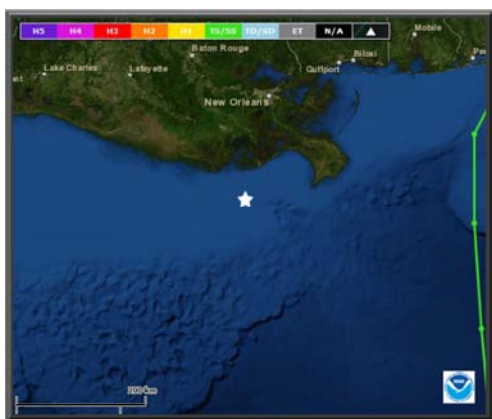 H5 H4 H3 H2 H1 TS/SS TD/SD ET N/A
Mobile
Baton Rouge
Biloxi
Lake Charles
Lafayette
Gulfport
New Orleans
200 km